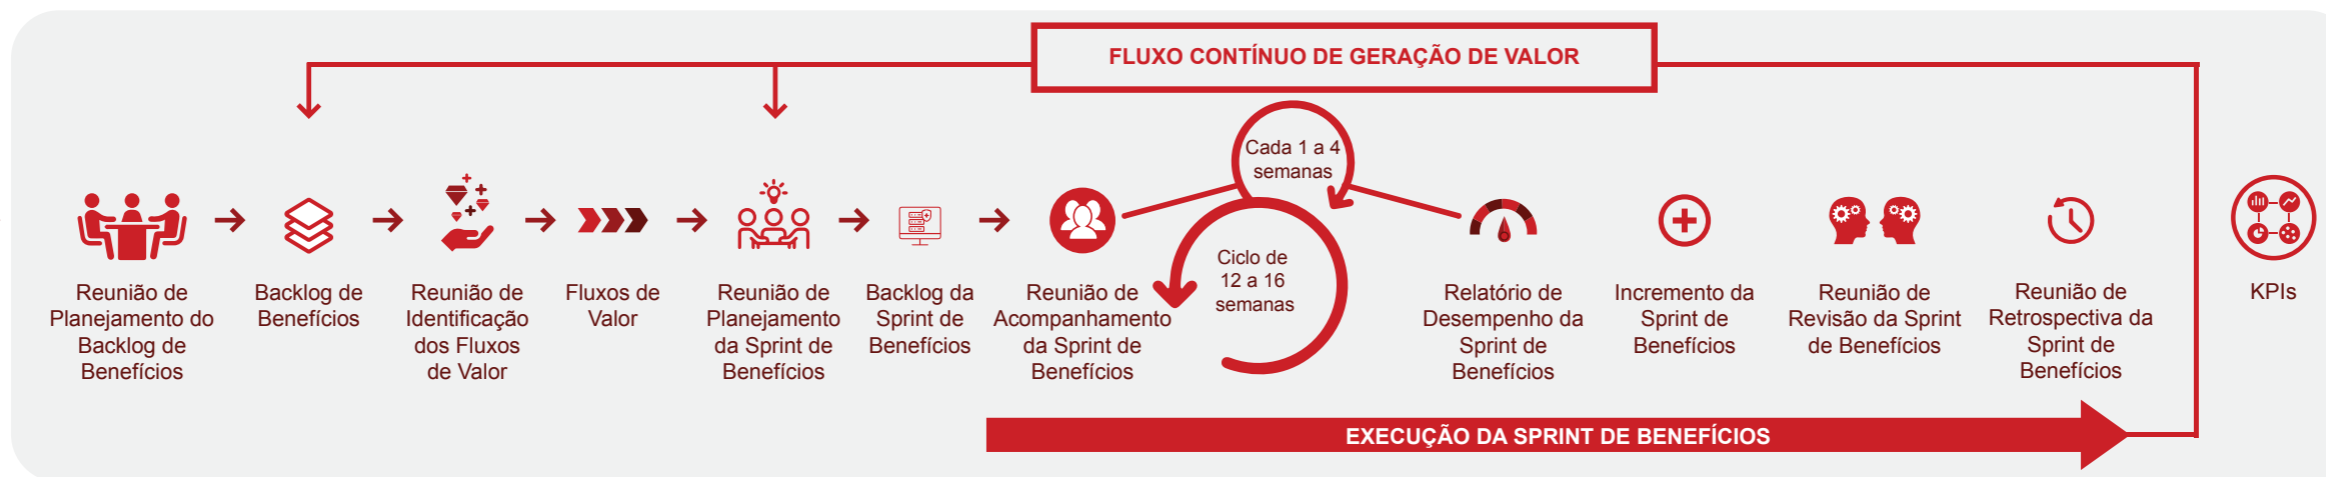 FLUXO CONTÍNUO DE GERAÇÃO DE VALOR
Cada 1 a 4
semanas
Ciclo de
12 a 16
semanas
Reunião de
Planejamento do
Backlog de
Benefícios
Backlog de
Benefícios
Reunião de
Identificação
dos Fluxos
de Valor
Fluxos de
Valor
Reunião de
Planejamento
da Sprint de
Benefícios
Backlog da
Sprint de
Benefícios
Reunião de
Acompanhamento
da Sprint de
Benefícios
Relatório de
Desempenho da
Sprint de
Benefícios
Incremento da
Sprint de
Benefícios
Reunião de
Revisão da Sprint
de Benefícios
Reunião de
Retrospectiva da
Sprint de
Benefícios
KPIs
EXECUÇÃO DA SPRINT DE BENEFÍCIOS